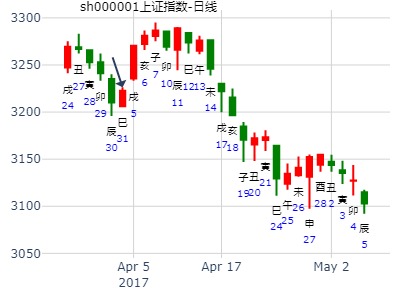 sh000001上证指数-日线
3300
3250
3200
3150
3100
3050
戌 24
丑 27
寅 28
卯 29
辰 30
巳 31
戌 5
亥 6
子 7
卯 10
辰 11
巳 12
午 13
未 14
戌 17
亥 18
子 19
丑 20
寅 21
巳 24
午 25
未 26
申 27
酉 28
丑 2
寅 3
卯 4
辰 5
Apr 5
2017
Apr 17
May 2